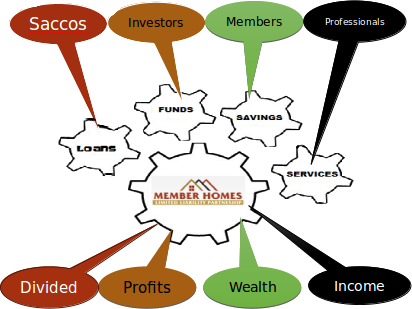 Saccos
Investors
Members
Professionals
FUNDS
SAVINGS
Loans
SERVICES
MEMBER HOMES
LIMITED LIABILITY PARTNERSHIP
Divided
Profits
Wealth
Income